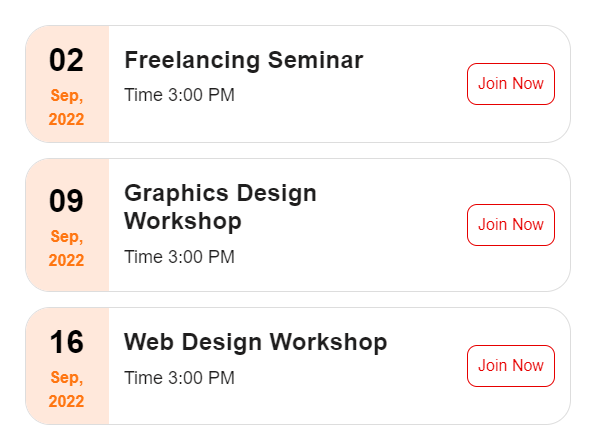 02
Sep,
2022
Freelancing Seminar
Time 3:00 PM
Join Now
09
Sep,
2022
Graphics Design
Workshop
Time 3:00 PM
Join Now
16
Sep,
2022
Web Design Workshop
Time 3:00 PM
Join Now